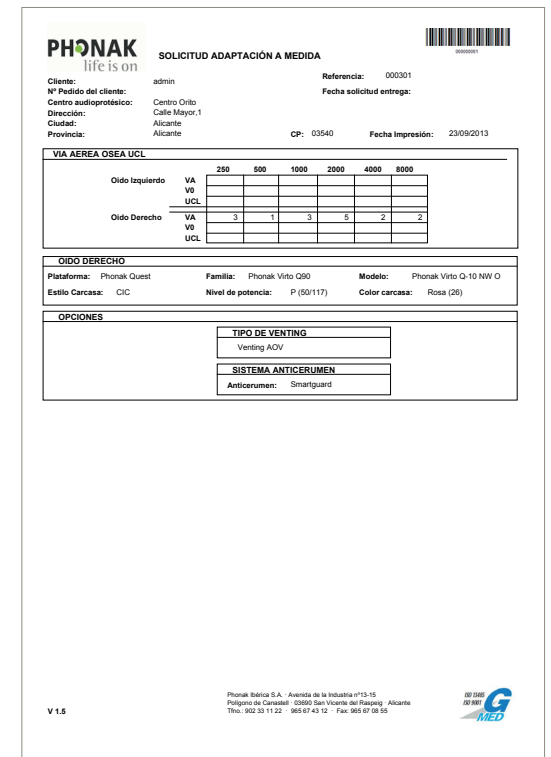 PHONAK
life is on
000000001
SOLICITUD ADAPTACIÓN A MEDIDA
Cliente: admin
Referencia: 000301
Nº Pedido del cliente:
Fecha solicitud entrega:
Centro audioprotésico: Centro Orito
Dirección: Calle Mayor,1
Ciudad: Alicante
Provincia: Alicante CP: 03540 Fecha Impresión: 23/09/2013
VIA AEREA OSEA UCL
250 500 1000 2000 4000 8000
Oido Izquierdo VA
V0
UCL
Oido Derecho VA 3 1 3 5 2 2
V0
UCL
OIDO DERECHO
Plataforma: Phonak Quest Familia: Phonak Virto Q90 Modelo: Phonak Virto Q-10 NW O
Estilo Carcasa: CIC Nivel de potencia: P (50/117) Color carcasa: Rosa (26)
OPCIONES
TIPO DE VENTING
Venting AOV
SISTEMA ANTICERUMEN
Anticerumen: Smartguard
V 1.5
Phonak Ibérica S.A. · Avenida de la Industria nº13-15
Polígono de Canastell · 03690 San Vicente del Raspeig · Alicante
Tfno.: 902 33 11 22 · 965 67 43 12 · Fax: 965 67 08 55
ISO 13485
ISO 9001
G
MED